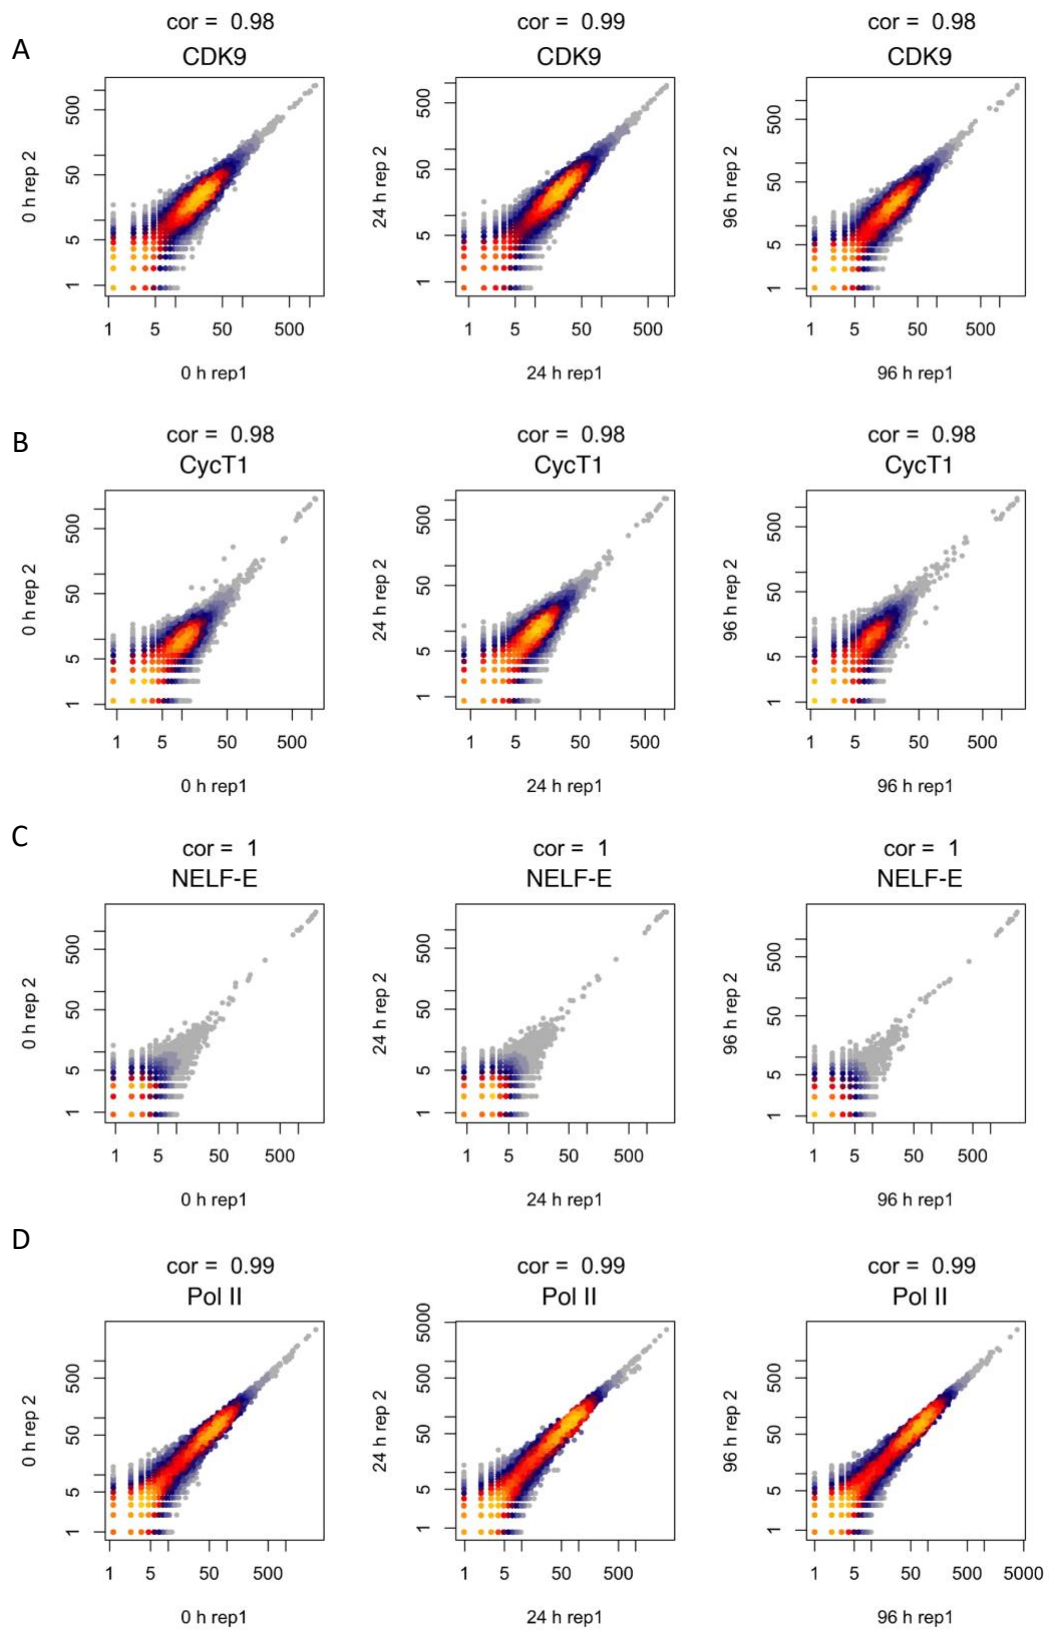 A
cor = 0.98
CDK9
500
50
5
1
0 h rep 2
1 5 50 500
0 h rep1
cor = 0.99
CDK9
500
50
5
1
24 h rep 2
1 5 50 500
24 h rep1
cor = 0.98
CDK9
500
50
5
1
96 h rep 2
1 5 50 500
96 h rep1
B
cor = 0.98
CycT1
500
50
5
1
0 h rep 2
1 5 50 500
0 h rep1
cor = 0.98
CycT1
500
50
5
1
24 h rep 2
1 5 50 500
24 h rep1
cor = 0.98
CycT1
500
50
5
1
96 h rep 2
1 5 50 500
96 h rep1
C
cor = 1
NELF-E
500
50
5
1
0 h rep 2
1 5 50 500
0 h rep1
cor = 1
NELF-E
500
50
5
1
24 h rep 2
1 5 50 500
24 h rep1
cor = 1
NELF-E
500
50
5
1
96 h rep 2
1 5 50 500
96 h rep1
D
cor = 0.99
Pol II
500
50
5
1
0 h rep 2
1 5 50 500
0 h rep1
cor = 0.99
Pol II
5000
500
50
5
1
24 h rep 2
1 5 50 500
24 h rep1
cor = 0.99
Pol II
500
50
5
1
96 h rep 2
1 5 50 500 5000
96 h rep1